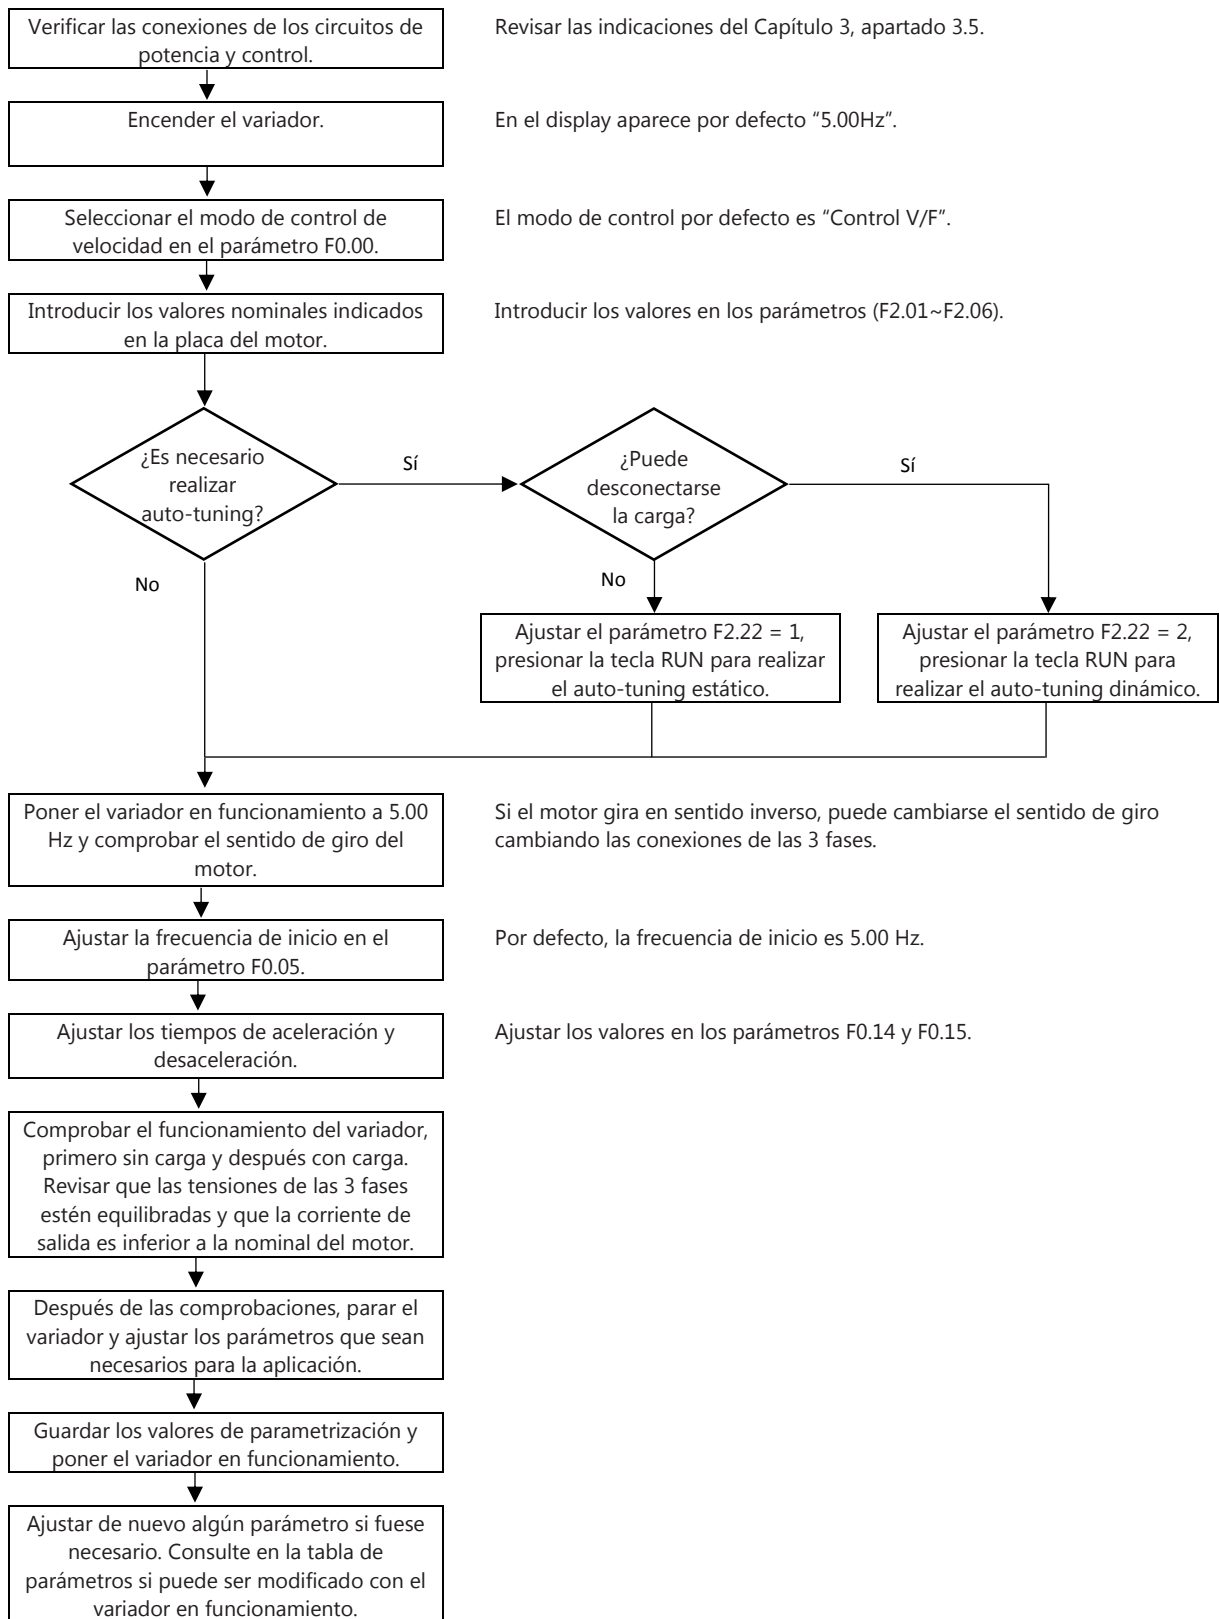 Verificar las conexiones de los circuitos de
potencia y control.
Revisar las indicaciones del Capítulo 3, apartado 3.5.
Encender el variador.
En el display aparece por defecto “5.00Hz”.
Seleccionar el modo de control de
velocidad en el parámetro F0.00.
El modo de control por defecto es “Control V/F”.
Introducir los valores nominales indicados
en la placa del motor.
Introducir los valores en los parámetros (F2.01~F2.06).
¿Es necesario
realizar
auto-tuning?
Sí
¿Puede
desconectarse
la carga?
Sí
No
No
Ajustar el parámetro F2.22 = 1,
presionar la tecla RUN para realizar
el auto-tuning estático.
Ajustar el parámetro F2.22 = 2,
presionar la tecla RUN para
realizar el auto-tuning dinámico.
Poner el variador en funcionamiento a 5.00
Hz y comprobar el sentido de giro del
motor.
Si el motor gira en sentido inverso, puede cambiarse el sentido de giro
cambiando las conexiones de las 3 fases.
Ajustar la frecuencia de inicio en el
parámetro F0.05.
Por defecto, la frecuencia de inicio es 5.00 Hz.
Ajustar los tiempos de aceleración y
desaceleración.
Ajustar los valores en los parámetros F0.14 y F0.15.
Comprobar el funcionamiento del variador,
primero sin carga y después con carga.
Revisar que las tensiones de las 3 fases
estén equilibradas y que la corriente de
salida es inferior a la nominal del motor.
Después de las comprobaciones, parar el
variador y ajustar los parámetros que sean
necesarios para la aplicación.
Guardar los valores de parametrización y
poner el variador en funcionamiento.
Ajustar de nuevo algún parámetro si fuese
necesario. Consulte en la tabla de
parámetros si puede ser modificado con el
variador en funcionamiento.